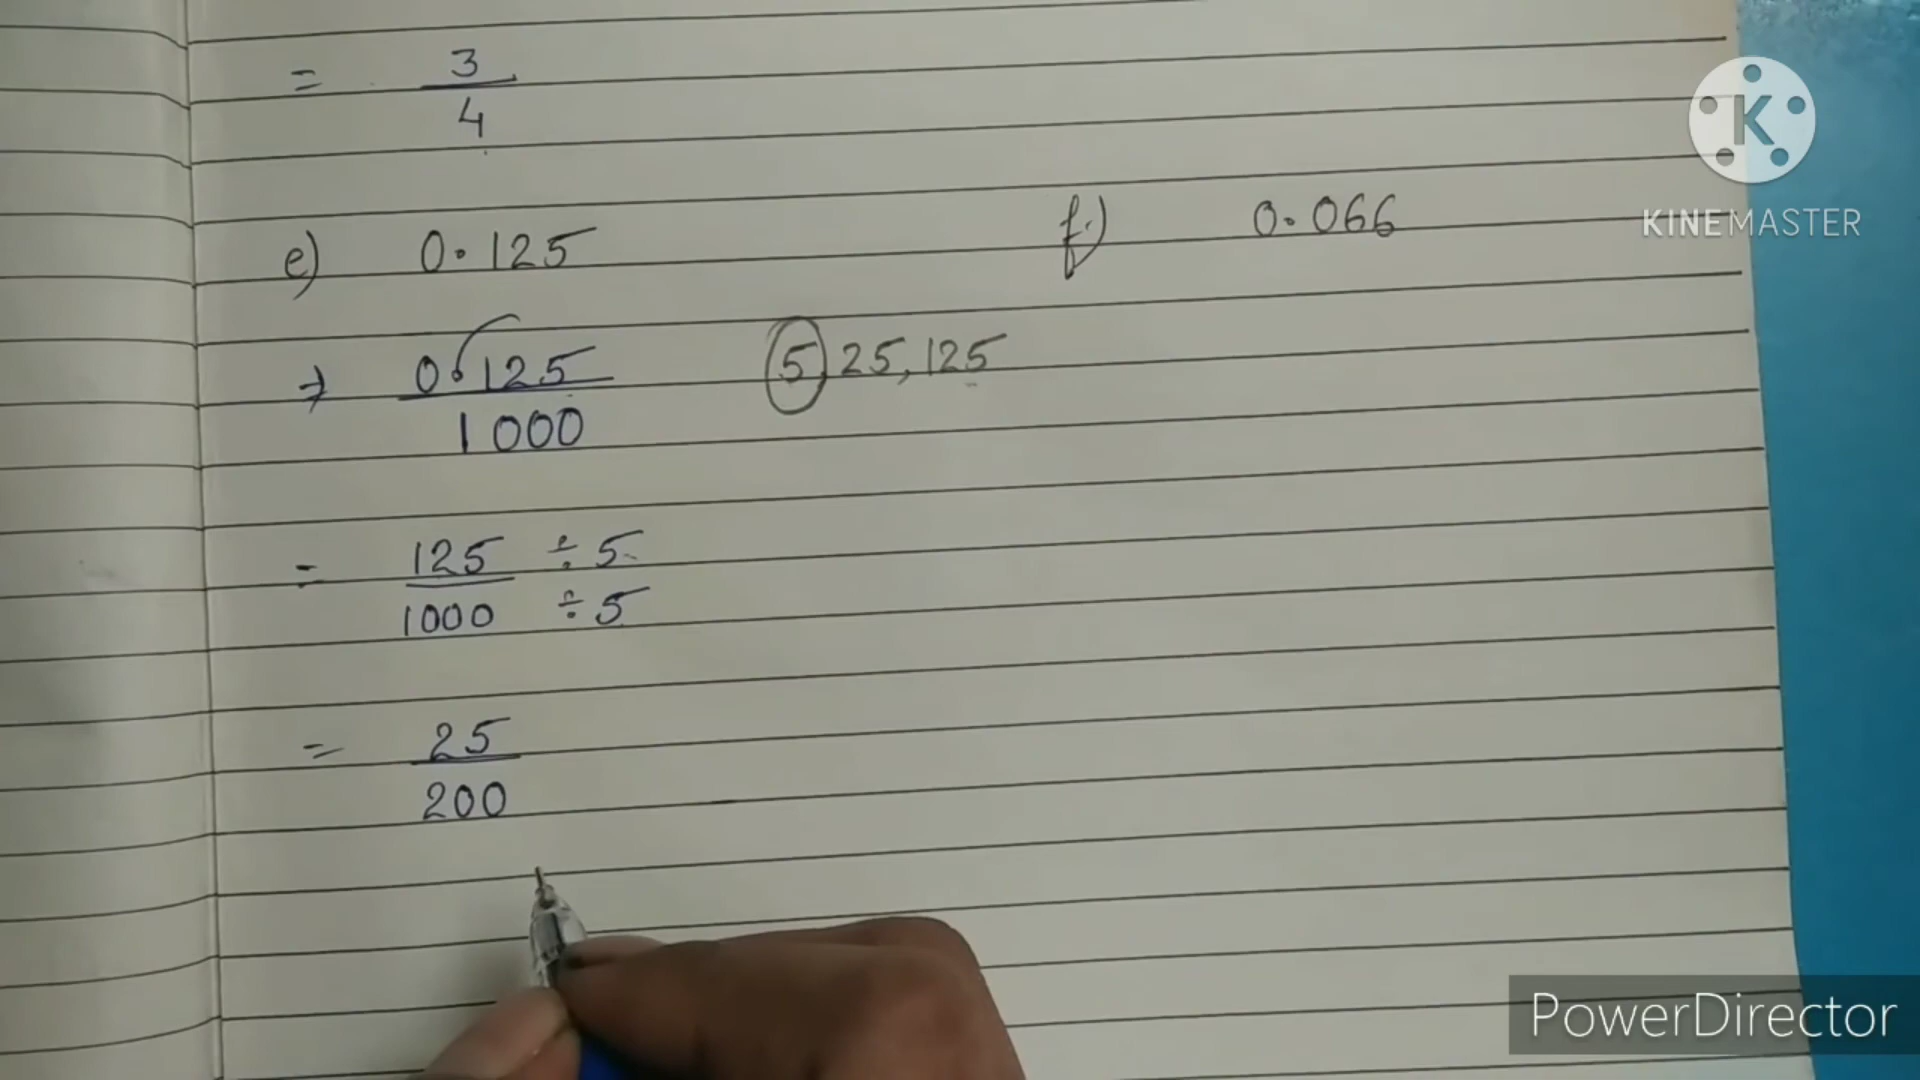 = 3/4
e) 0.125
f.) 0.066
⇒ 0.125/1000 5, 25, 125
= 125 ÷ 5 / 1000 ÷ 5
= 25/200
K
KINEMASTER
PowerDirector